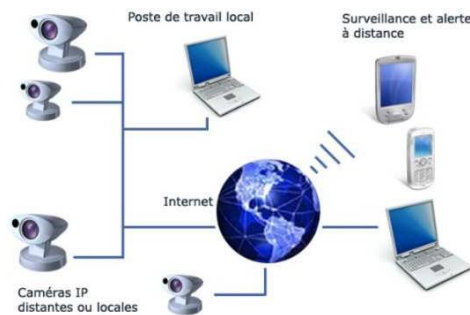 Poste de travail local
Surveillance et alerte
à distance
Internet
Caméras IP
distantes ou locales